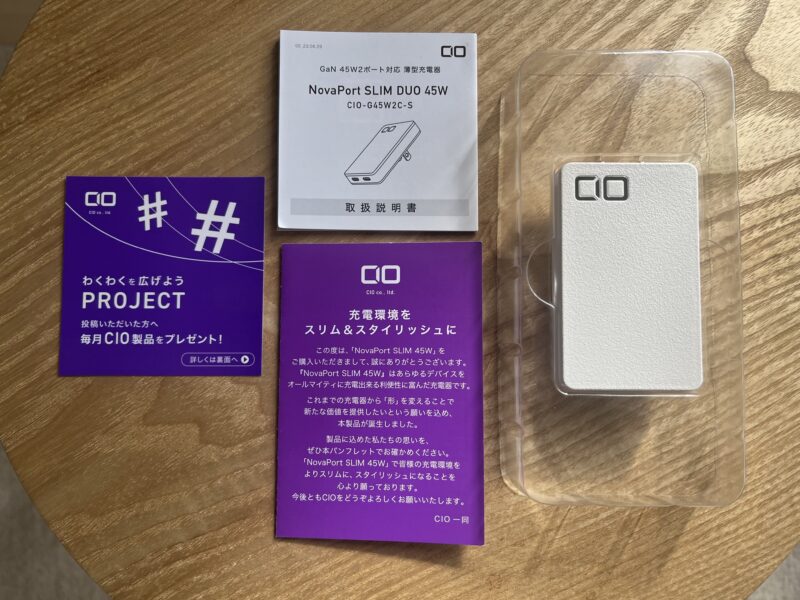 CIO
CIO co., ltd.
##
わくわくを広げよう
PROJECT
投稿いただいた方へ
毎月CIO製品をプレゼント!
詳しくは裏面へ
CIO
GaN 45W2ポート対応 薄型充電器
NovaPort SLIM DUO 45W
CIO-G45W2C-S
CIO
取扱説明書
CIO
CIO co., ltd.
充電環境を
スリム&スタイリッシュに
この度は、「NovaPort SLIM 45W」を
ご購入いただきまして、誠にありがとうございます。
『NovaPort SLIM 45W』はあらゆるデバイスを
オールマイティに充電出来る利便性に富んだ充電器です。
これまでの充電器から「形」を変えることで
新たな価値を提供したいという願いを込め、
本製品が誕生しました。
製品に込めた私たちの思いを、
ぜひ本パンフレットでお確かめください。
「NovaPort SLIM 45W」で皆様の充電環境を
よりスリムに、スタイリッシュになることを
心より願っております。
今後ともCIOをどうぞよろしくお願いいたします。
CIO 一同
CIO